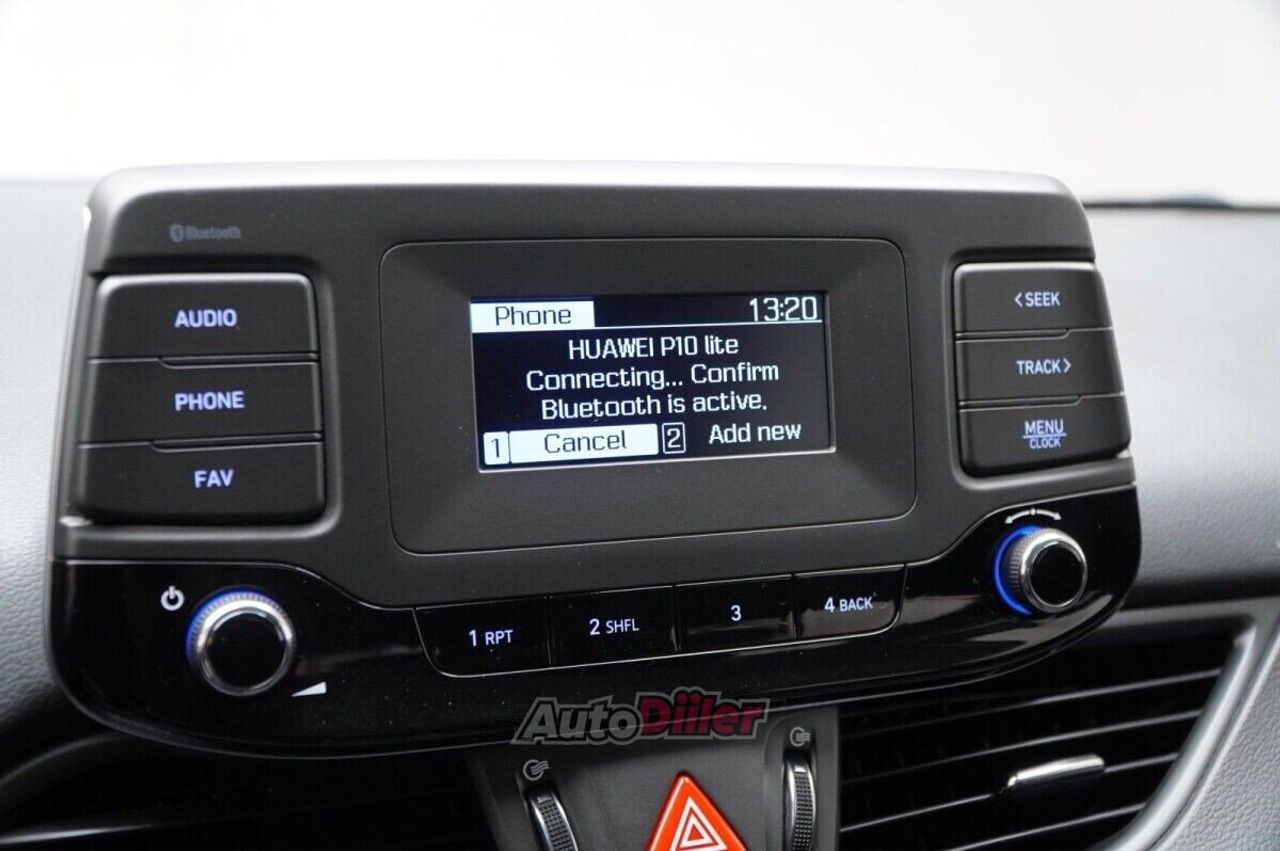 Bluetooth
AUDIO
PHONE
FAV
Phone 13:20
HUAWEI P10 lite
Connecting... Confirm
Bluetooth is active.
1 Cancel 2 Add new
<SEEK
TRACK>
MENU
CLOCK
1 RPT
2 SHFL
3
4 BACK
AutoDiiler